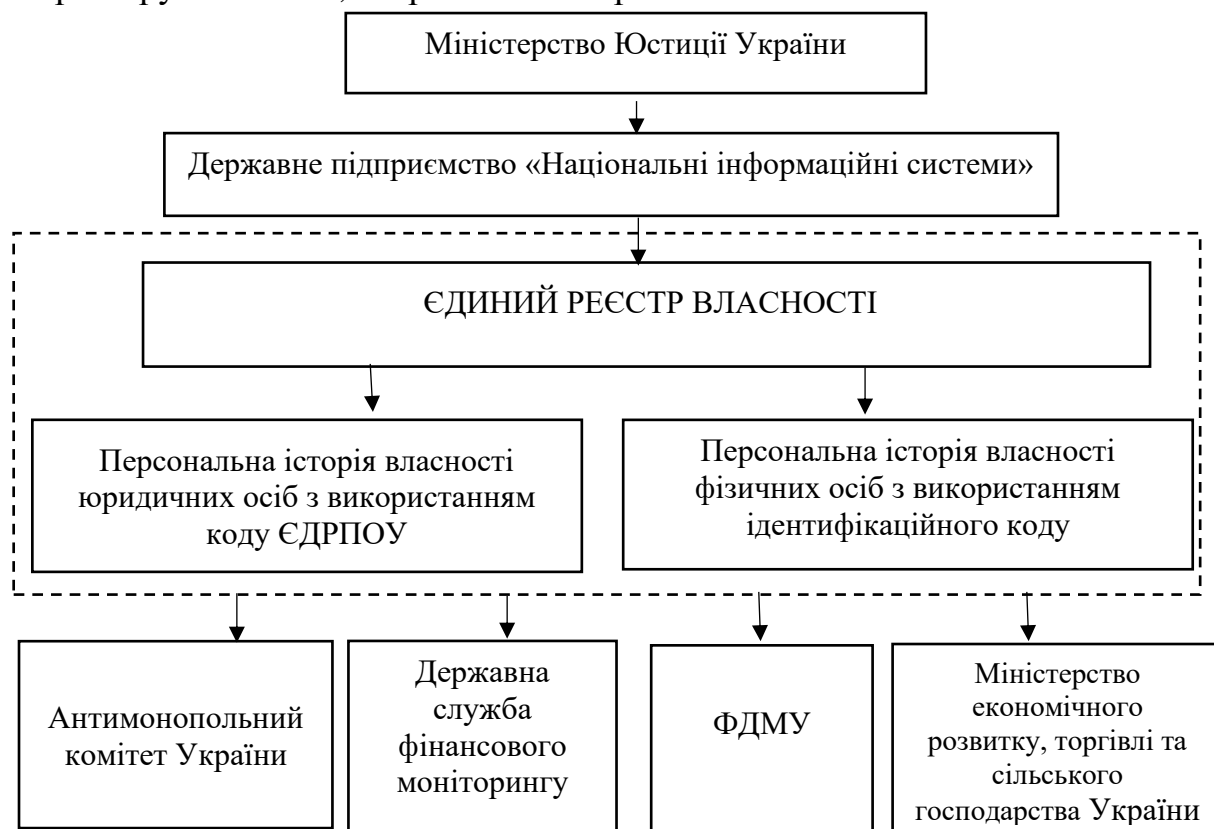 Міністерство Юстиції України
Державне підприємство «Національні інформаційні системи»
ЄДИНИЙ РЕЄСТР ВЛАСНОСТІ
Персональна історія власності
юридичних осіб з використанням
коду ЄДРПОУ
Персональна історія власності
фізичних осіб з використанням
ідентифікаційного коду
Антимонопольний
комітет України
Державна
служба
фінансового
моніторингу
ФДМУ
Міністерство
економічного
розвитку, торгівлі та
сільського
господарства України